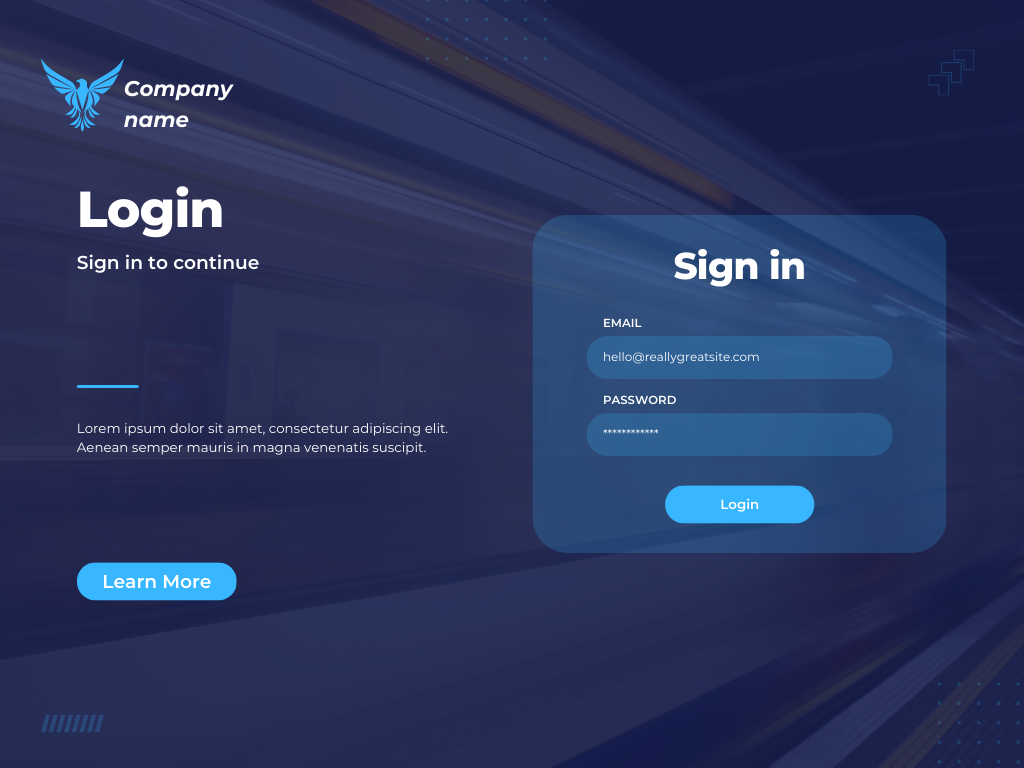 Company
name
Login
Sign in to continue
Lorem ipsum dolor sit amet, consectetur adipiscing elit.
Aenean semper mauris in magna venenatis suscipit.
Learn More
Sign in
EMAIL
hello@reallygreatsite.com
PASSWORD
************
Login